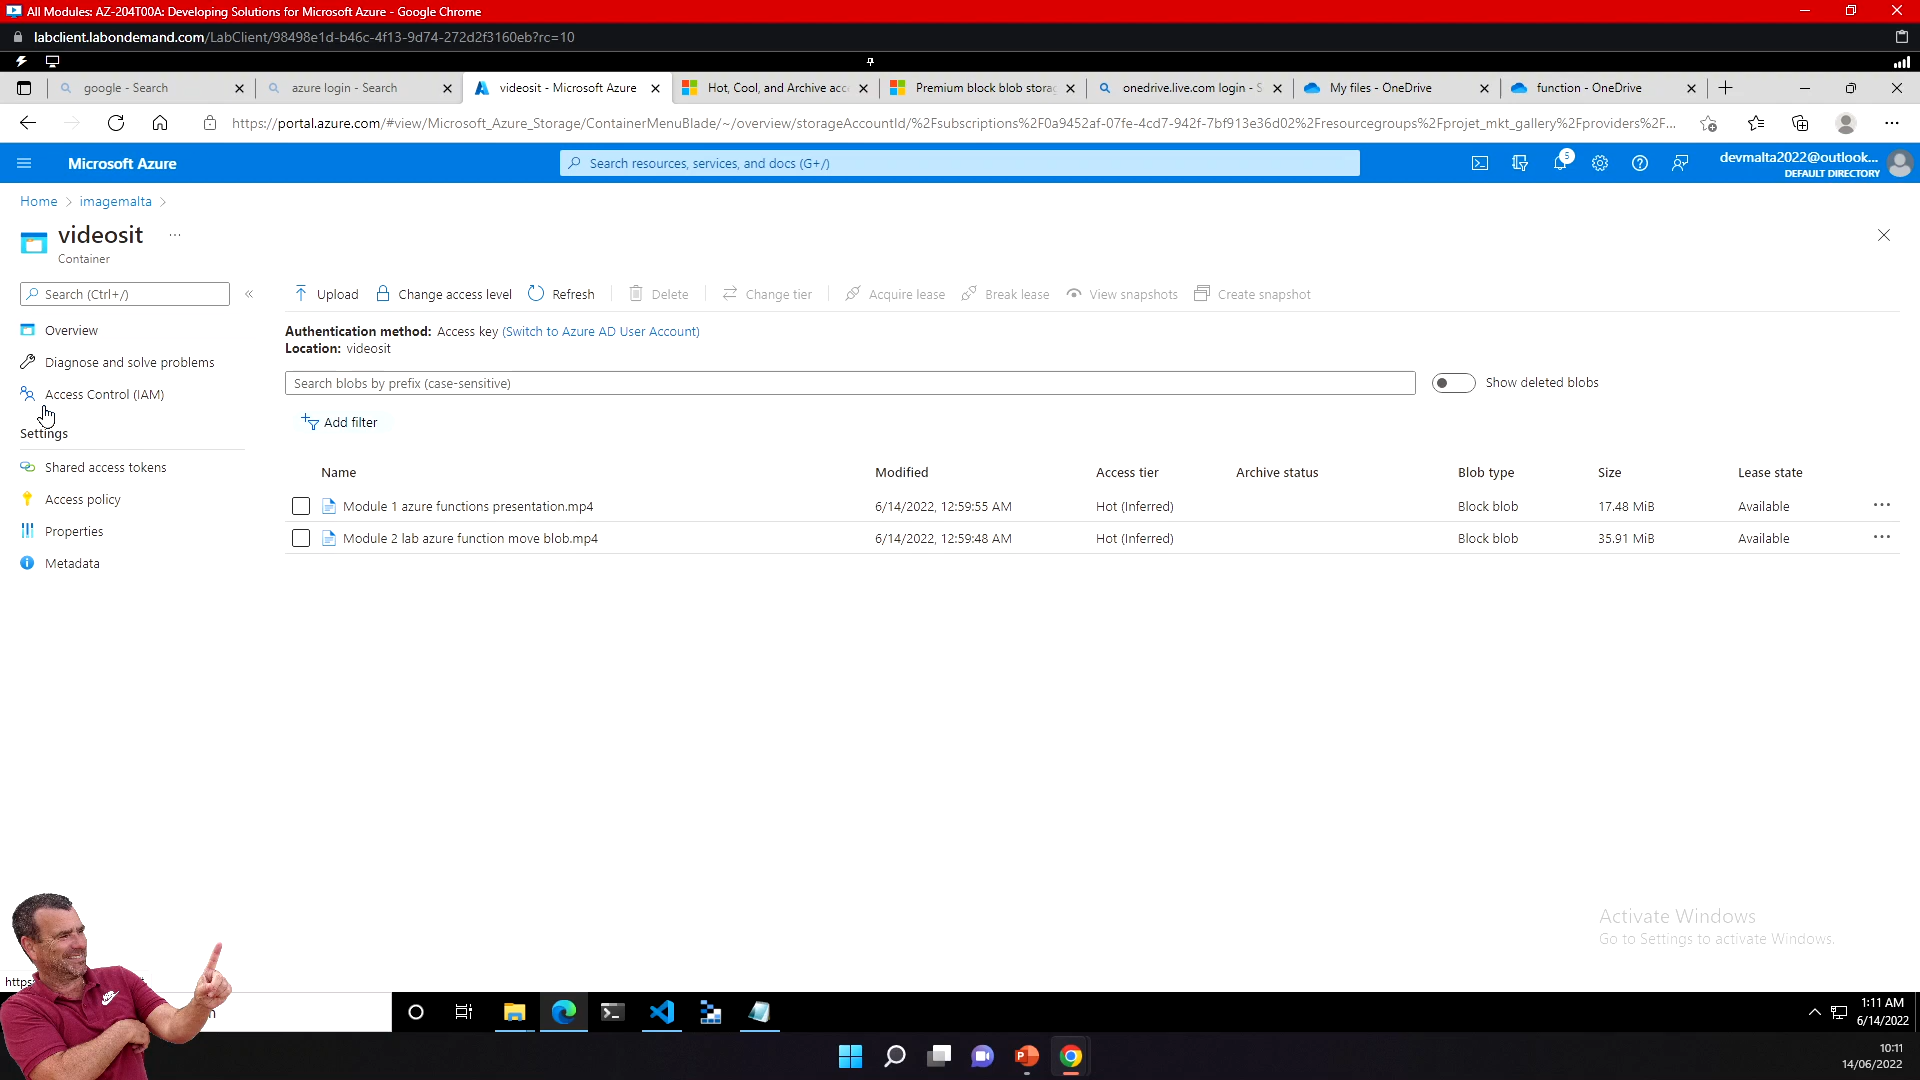 All Modules: AZ-204T00A: Developing Solutions for Microsoft Azure - Google Chrome
labclient.labondemand.com/LabClient/98498e1d-b46c-4f13-9d74-272d2f3160eb?rc=10
google - Search
azure login - Search
videosit - Microsoft Azure
Hot, Cool, and Archive acc
Premium block blob stora
onedrive.live.com login - S
My files - OneDrive
function - OneDrive
https://portal.azure.com/#view/Microsoft_Azure_Storage/ContainerMenuBlade/~/overview/storageAccountId/%2Fsubscriptions%2F0a9452af-07fe-4cd7-942f-7bf913e36d02%2Fresourcegroups%2Fprojet_mkt_gallery%2Fproviders%2F...
Microsoft Azure
Search resources, services, and docs (G+/)
5
devmalta2022@outlook...
DEFAULT DIRECTORY
Home > imagemalta >
videosit ...
Container
Search (Ctrl+/)
Overview
Diagnose and solve problems
Access Control (IAM)
Settings
Shared access tokens
Access policy
Properties
Metadata
Upload
Change access level
Refresh
Delete
Change tier
Acquire lease
Break lease
View snapshots
Create snapshot
Authentication method: Access key (Switch to Azure AD User Account)
Location: videosit
Search blobs by prefix (case-sensitive)
Show deleted blobs
Add filter
Name Modified Access tier Archive status Blob type Size Lease state
Module 1 azure functions presentation.mp4 6/14/2022, 12:59:55 AM Hot (Inferred) Block blob 17.48 MiB Available ...
Module 2 lab azure function move blob.mp4 6/14/2022, 12:59:48 AM Hot (Inferred) Block blob 35.91 MiB Available ...
Activate Windows
Go to Settings to activate Windows.
1:11 AM
6/14/2022
10:11
14/06/2022